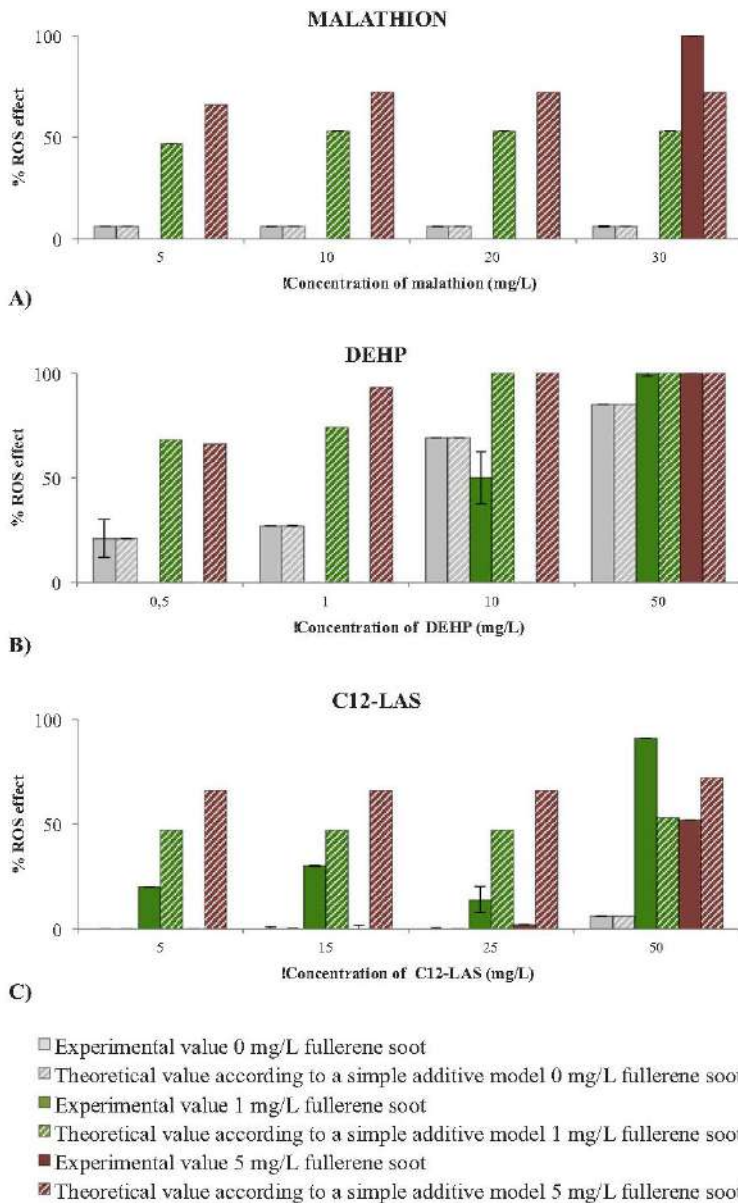 MALATHION
100
50
0
% ROS effect
5 10 20 30
!Concentration of malathion (mg/L)
A)
DEHP
100
50
0
% ROS effect
0,5 1 10 50
!Concentration of DEHP (mg/L)
B)
C12-LAS
100
50
0
% ROS effect
5 15 25 50
!Concentration of C12-LAS (mg/L)
C)
Experimental value 0 mg/L fullerene soot
Theoretical value according to a simple additive model 0 mg/L fullerene soot
Experimental value 1 mg/L fullerene soot
Theoretical value according to a simple additive model 1 mg/L fullerene soot
Experimental value 5 mg/L fullerene soot
Theoretical value according to a simple additive model 5 mg/L fullerene soot